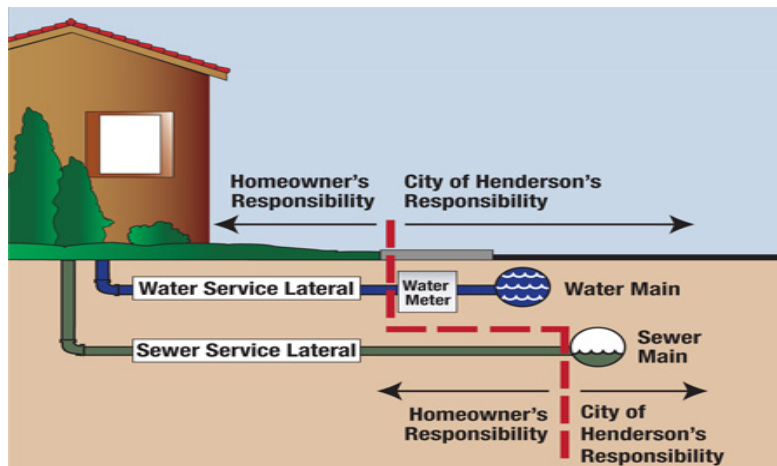 Homeowner's
Responsibility
City of Henderson's
Responsibility
Water Service Lateral
Water
Meter
Water Main
Sewer Service Lateral
Sewer
Main
Homeowner's
Responsibility
City of
Henderson's
Responsibility